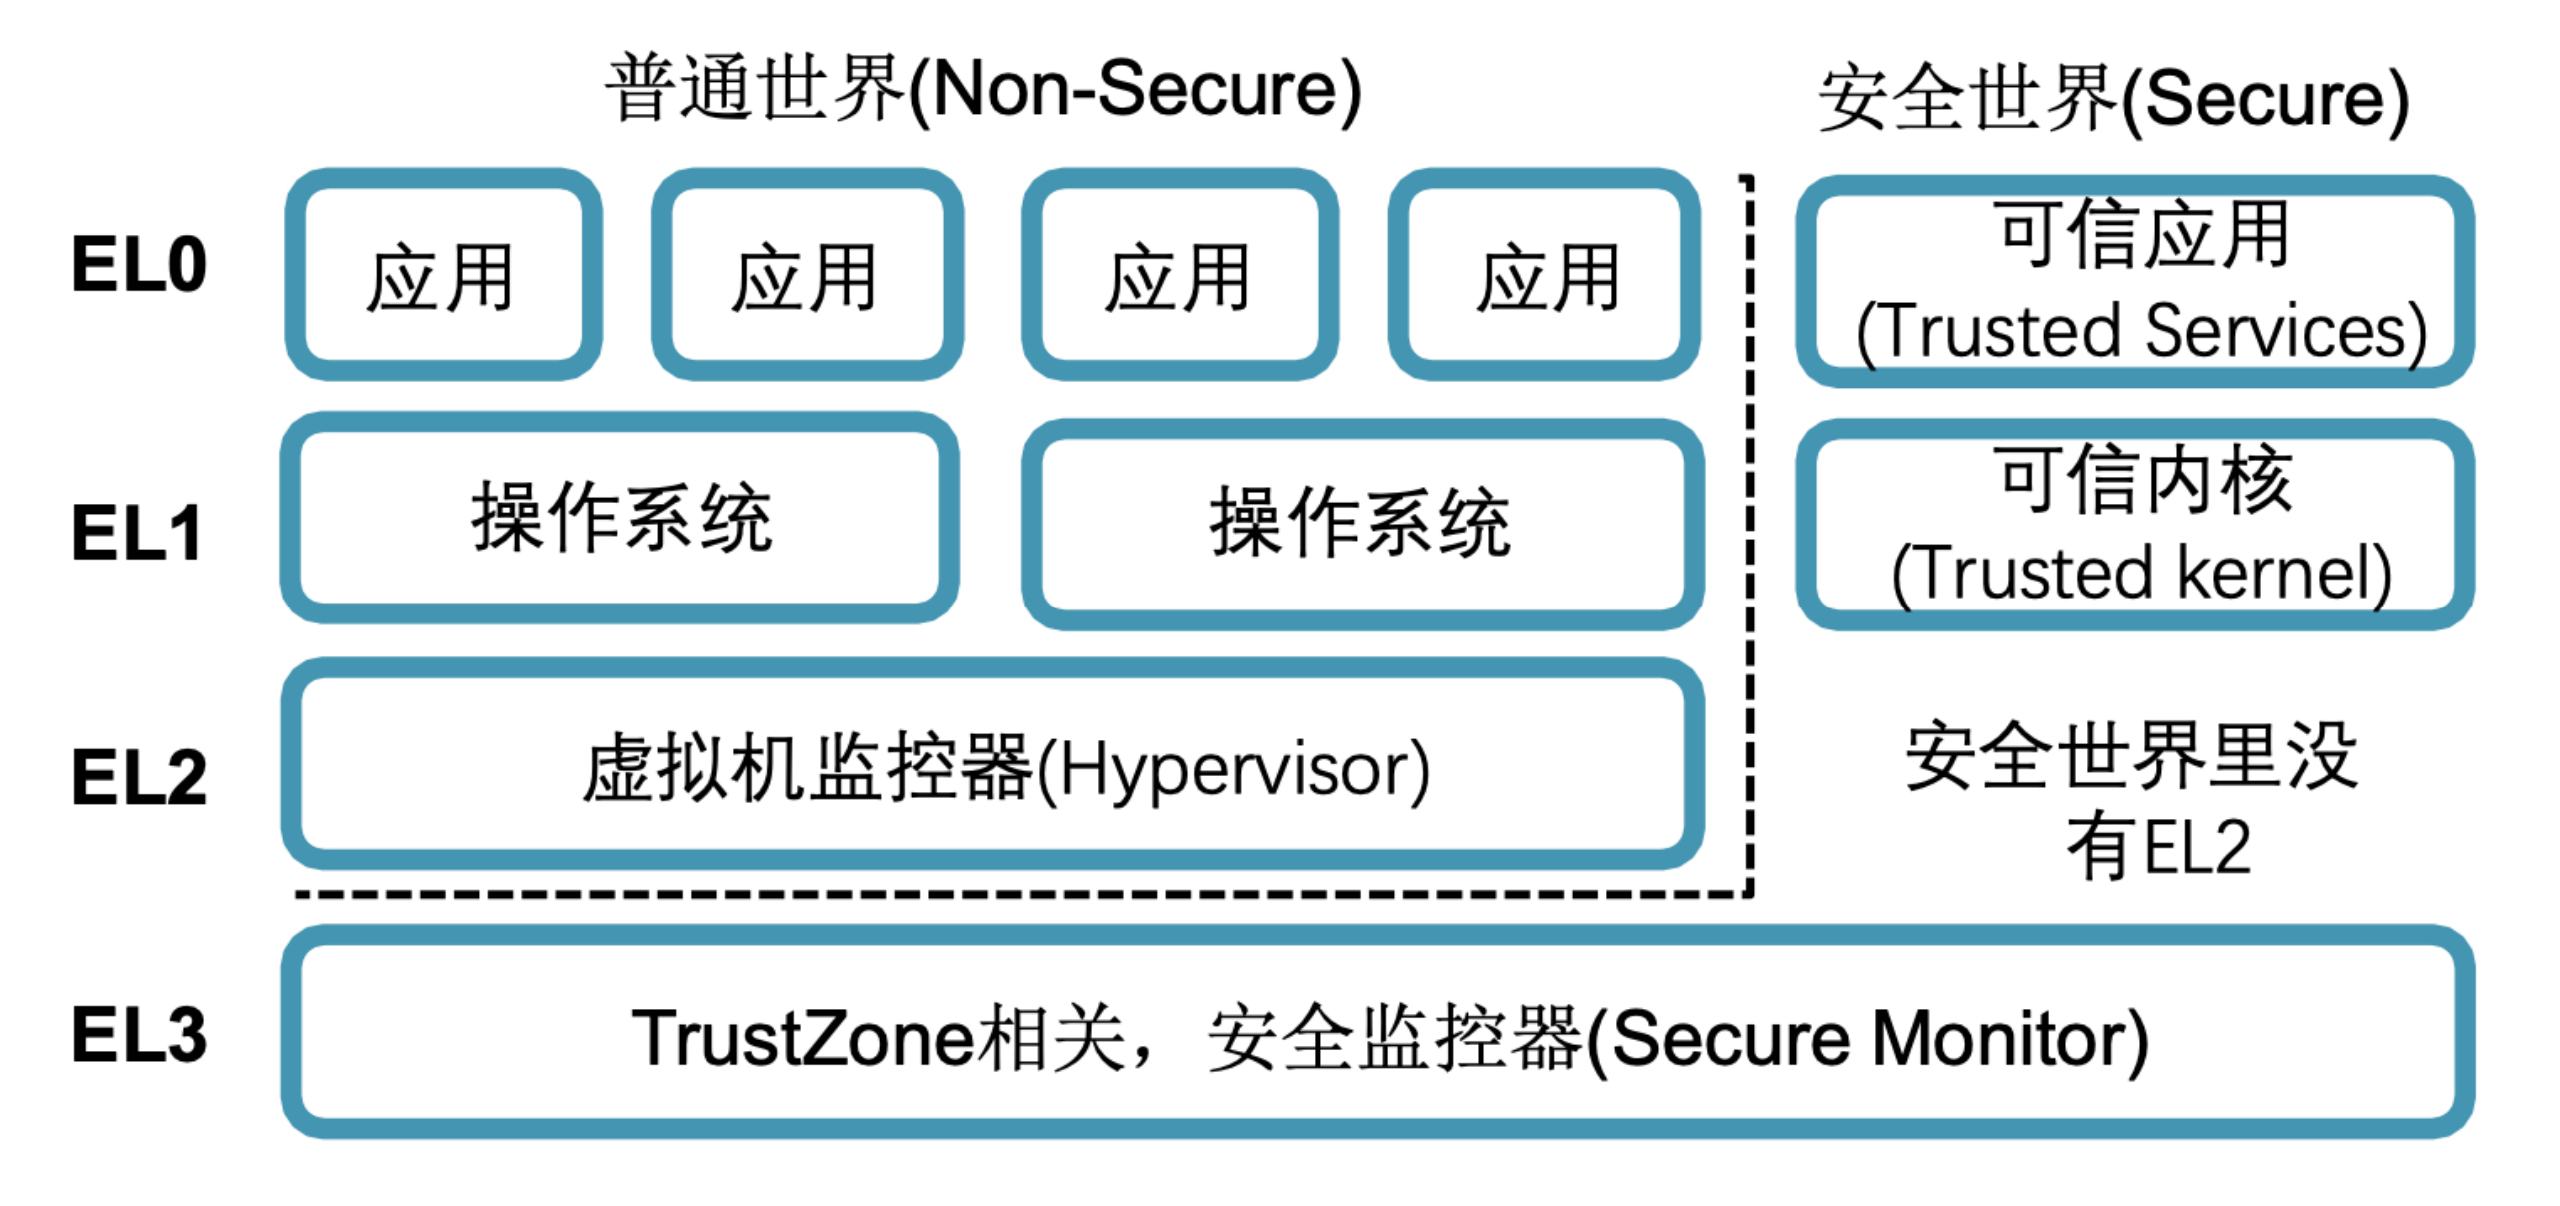 普通世界(Non-Secure)
安全世界(Secure)
EL0
应用
应用
应用
应用
可信应用
(Trusted Services)
EL1
操作系统
操作系统
可信内核
(Trusted kernel)
EL2
虚拟机监控器(Hypervisor)
安全世界里没
有EL2
EL3
TrustZone相关，安全监控器(Secure Monitor)